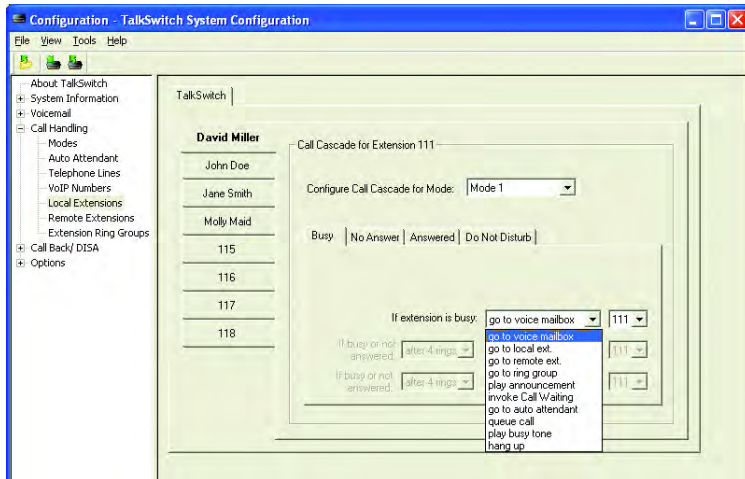 Configuration - TalkSwitch System Configuration
File View Tools Help
About TalkSwitch
System Information
Voicemail
Call Handling
Modes
Auto Attendant
Telephone Lines
VoIP Numbers
Local Extensions
Remote Extensions
Extension Ring Groups
Call Back/ DISA
Options
TalkSwitch
David Miller
John Doe
Jane Smith
Molly Maid
115
116
117
118
Call Cascade for Extension 111
Configure Call Cascade for Mode: Mode 1
Busy No Answer Answered Do Not Disturb
If extension is busy: go to voice mailbox 111
If busy or not answered: after 4 rings 111
If busy or not answered: after 4 rings 111
go to voice mailbox
go to local ext.
go to remote ext.
go to ring group
play announcement
invoke Call Waiting
go to auto attendant
queue call
play busy tone
hang up